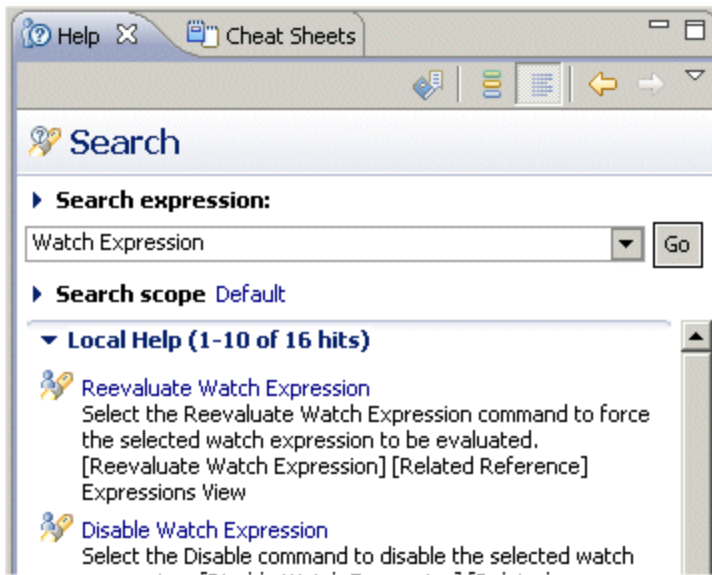 Help Cheat Sheets
Search
Search expression:
Watch Expression Go
Search scope Default
Local Help (1-10 of 16 hits)
Reevaluate Watch Expression
Select the Reevaluate Watch Expression command to force
the selected watch expression to be evaluated.
[Reevaluate Watch Expression] [Related Reference]
Expressions View
Disable Watch Expression
Select the Disable command to disable the selected watch